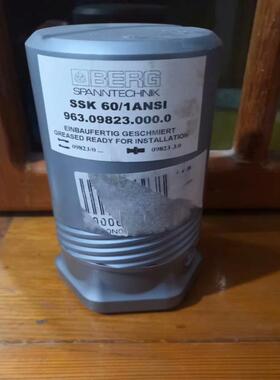 BERG
SPANNTECHNIK
SSK 60/1ANSI
963.09823.000.0
EINBAUFERTIG GESCHMIERT
GREASED READY FOR INSTALLATION
09823/0 ... 09823-3.0